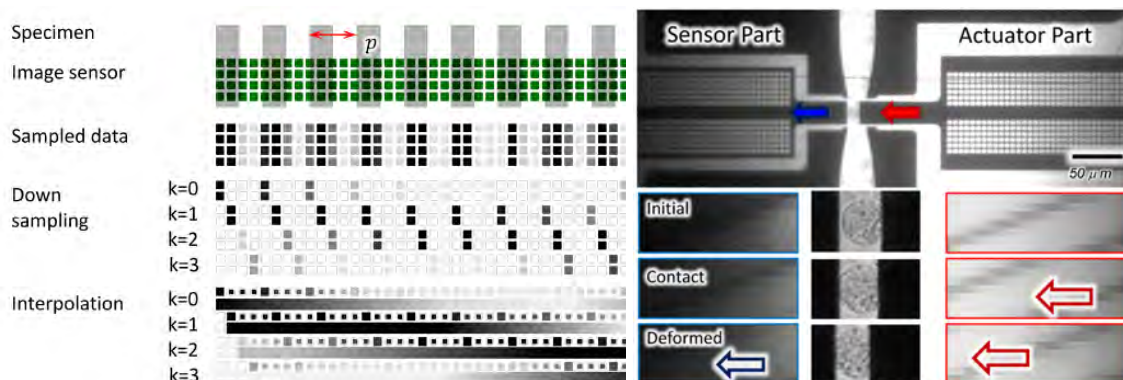 Specimen
p
Image sensor
Sampled data
Down
sampling
k=0
k=1
k=2
k=3
Interpolation
k=0
k=1
k=2
k=3
Sensor Part
Actuator Part
50 μm
Initial
Contact
Deformed